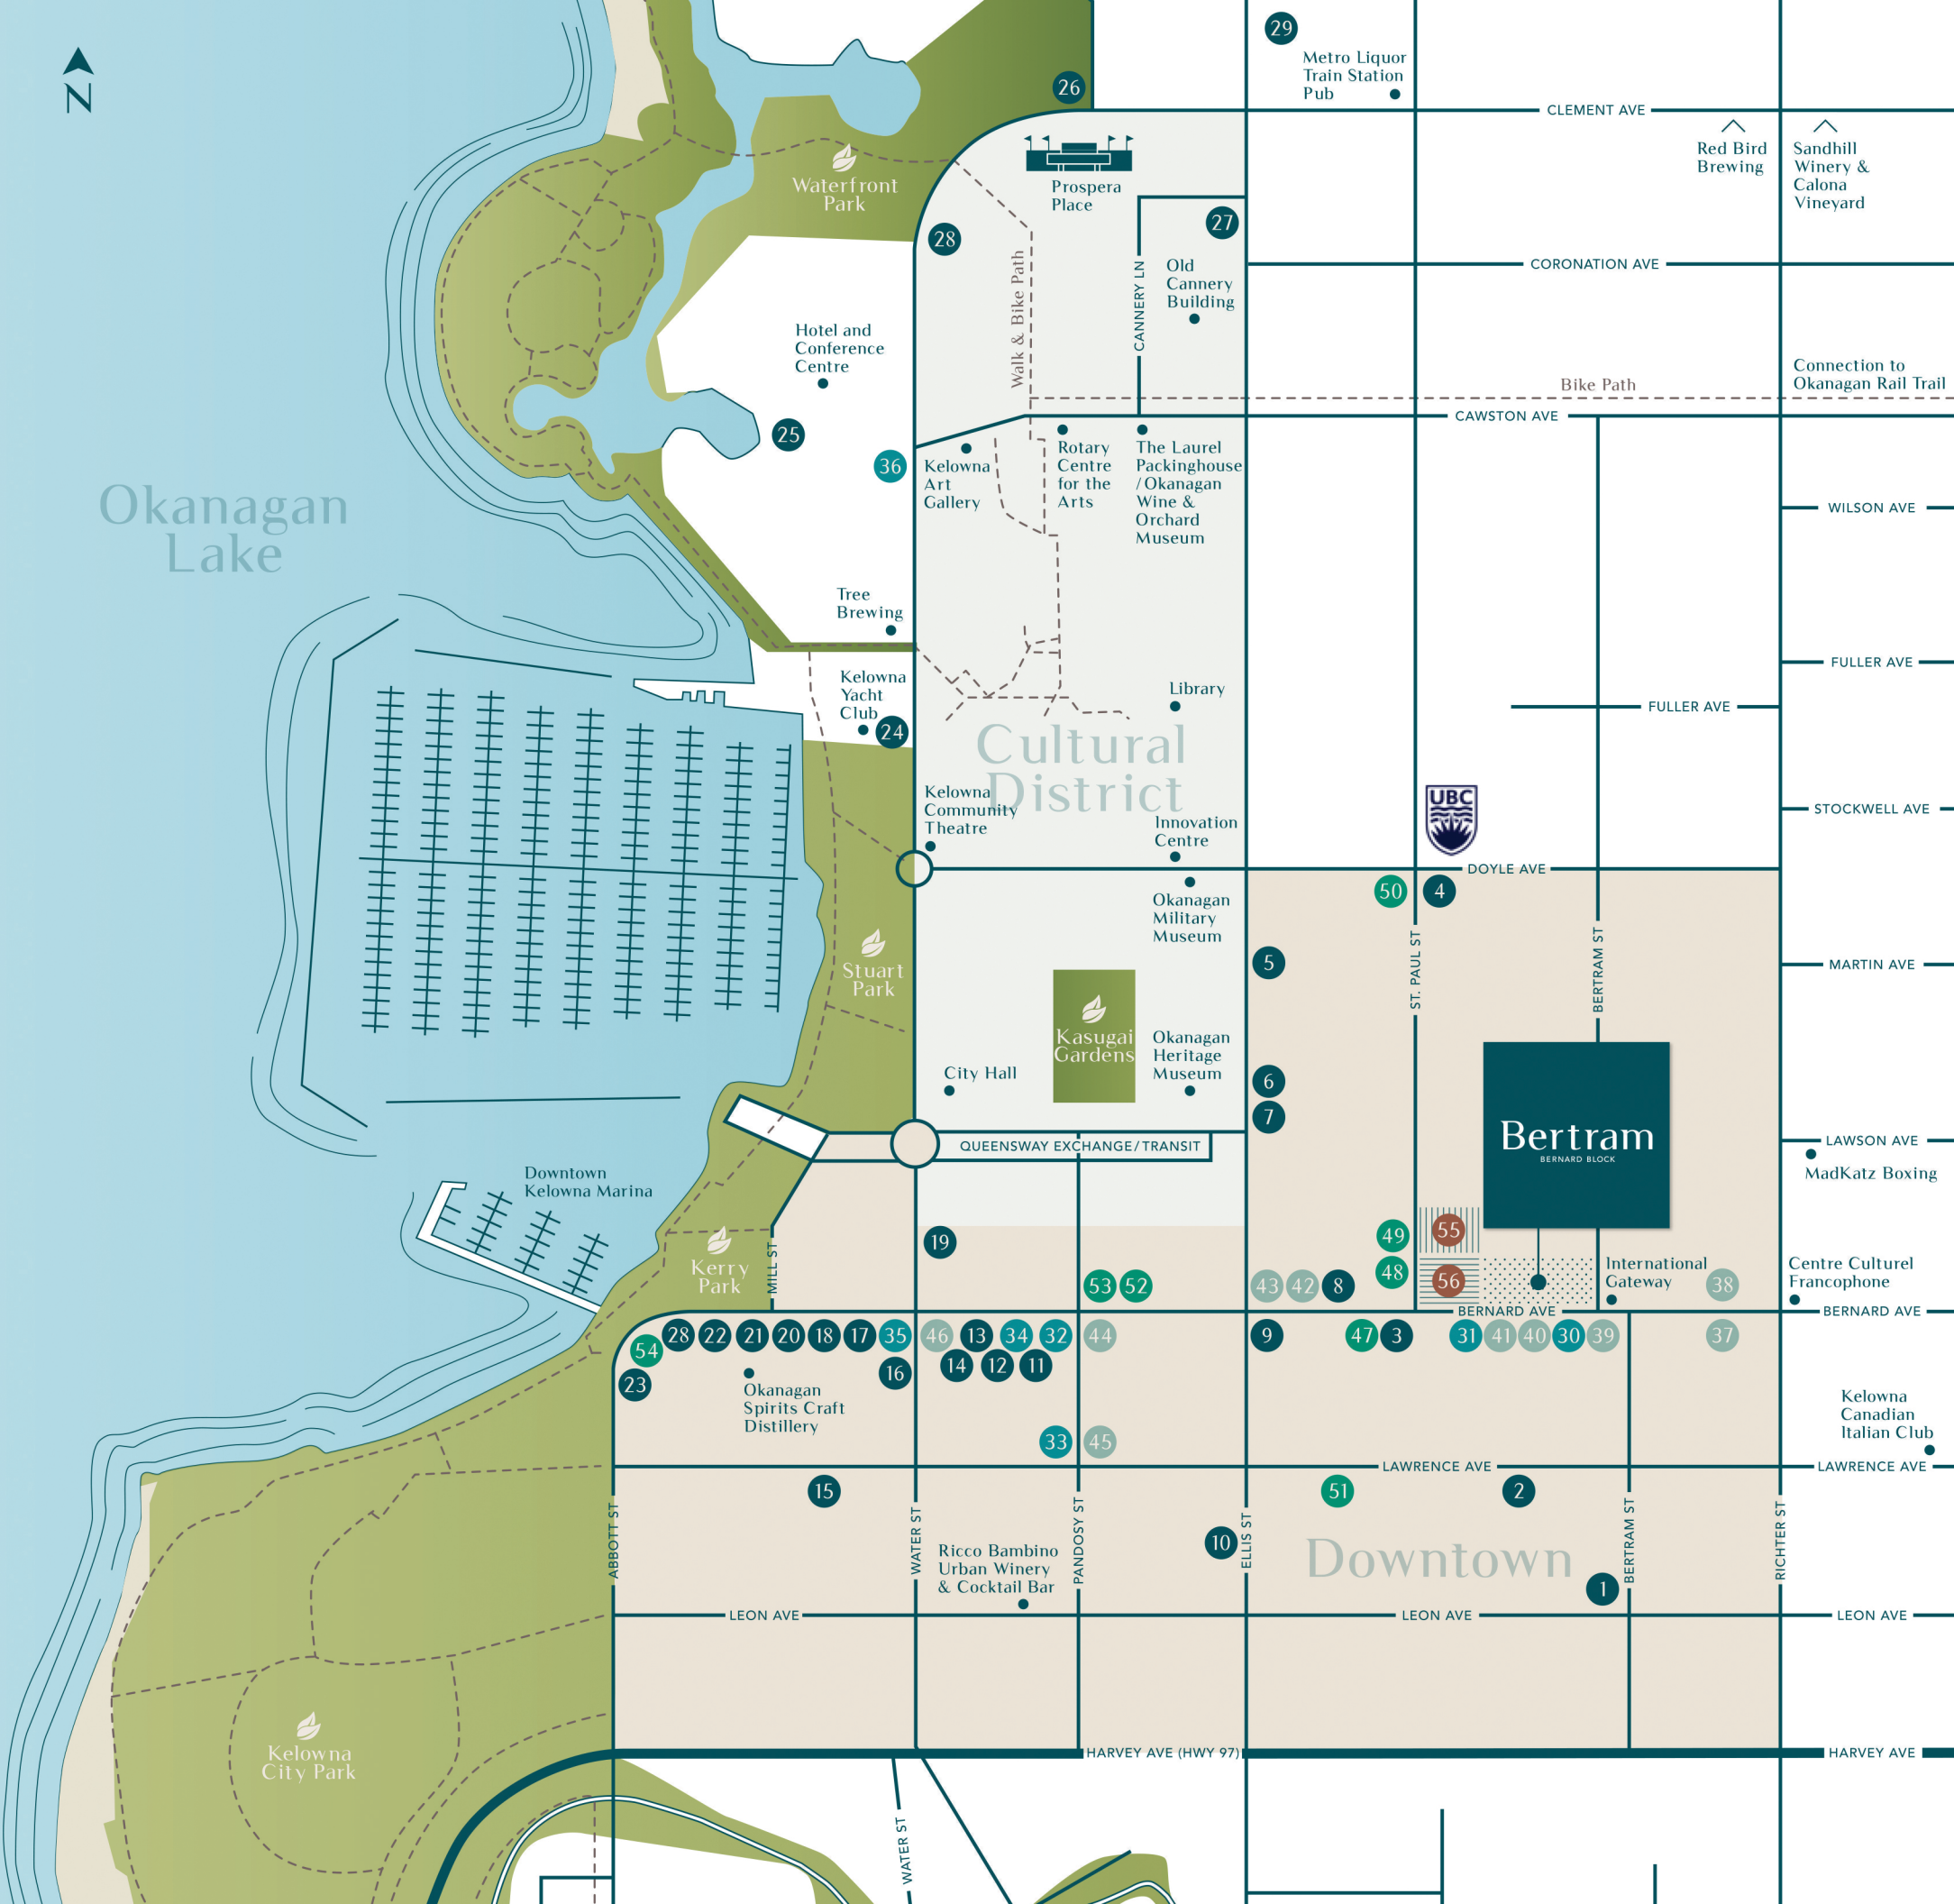 N
29
Metro Liquor
Train Station
Pub
26
CLEMENT AVE
Red Bird
Brewing
Sandhill
Winery &
Calona
Vineyard
Waterfront
Park
Prospera
Place
27
28
CORONATION AVE
Walk & Bike Path
CANNERY LN
Old
Cannery
Building
Hotel and
Conference
Centre
Connection to
Okanagan Rail Trail
Bike Path
CAWSTON AVE
25
36
Kelowna
Art
Gallery
Rotary
Centre
for the
Arts
The Laurel
Packinghouse
/Okanagan
Wine &
Orchard
Museum
Okanagan
Lake
WILSON AVE
Tree
Brewing
FULLER AVE
Kelowna
Yacht
Club
24
Library
FULLER AVE
Cultural
District
Kelowna
Community
Theatre
Innovation
Centre
UBC
STOCKWELL AVE
DOYLE AVE
50
4
Okanagan
Military
Museum
Stuart
Park
5
ST. PAUL ST
BERTRAM ST
MARTIN AVE
Kasugai
Gardens
Okanagan
Heritage
Museum
City Hall
6
7
Bertram
BERNARD BLOCK
LAWSON AVE
MadKatz Boxing
QUEENSWAY EXCHANGE/TRANSIT
Downtown
Kelowna Marina
19
49
55
Kerry
Park
MILL ST
53
52
43
42
8
48
56
International
Gateway
38
Centre Culturel
Francophone
BERNARD AVE
BERNARD AVE
54
28
22
21
20
18
17
35
46
13
34
32
44
9
47
3
31
41
40
30
39
37
23
16
14
12
11
Okanagan
Spirits Craft
Distillery
Kelowna
Canadian
Italian Club
33
45
LAWRENCE AVE
LAWRENCE AVE
15
51
2
ABBOTT ST
WATER ST
PANDOSY ST
10
ELLIS ST
Downtown
BERTRAM ST
RICHTER ST
Ricco Bambino
Urban Winery
& Cocktail Bar
1
LEON AVE
LEON AVE
LEON AVE
Kelowna
City Park
HARVEY AVE (HWY 97)
HARVEY AVE
WATER ST